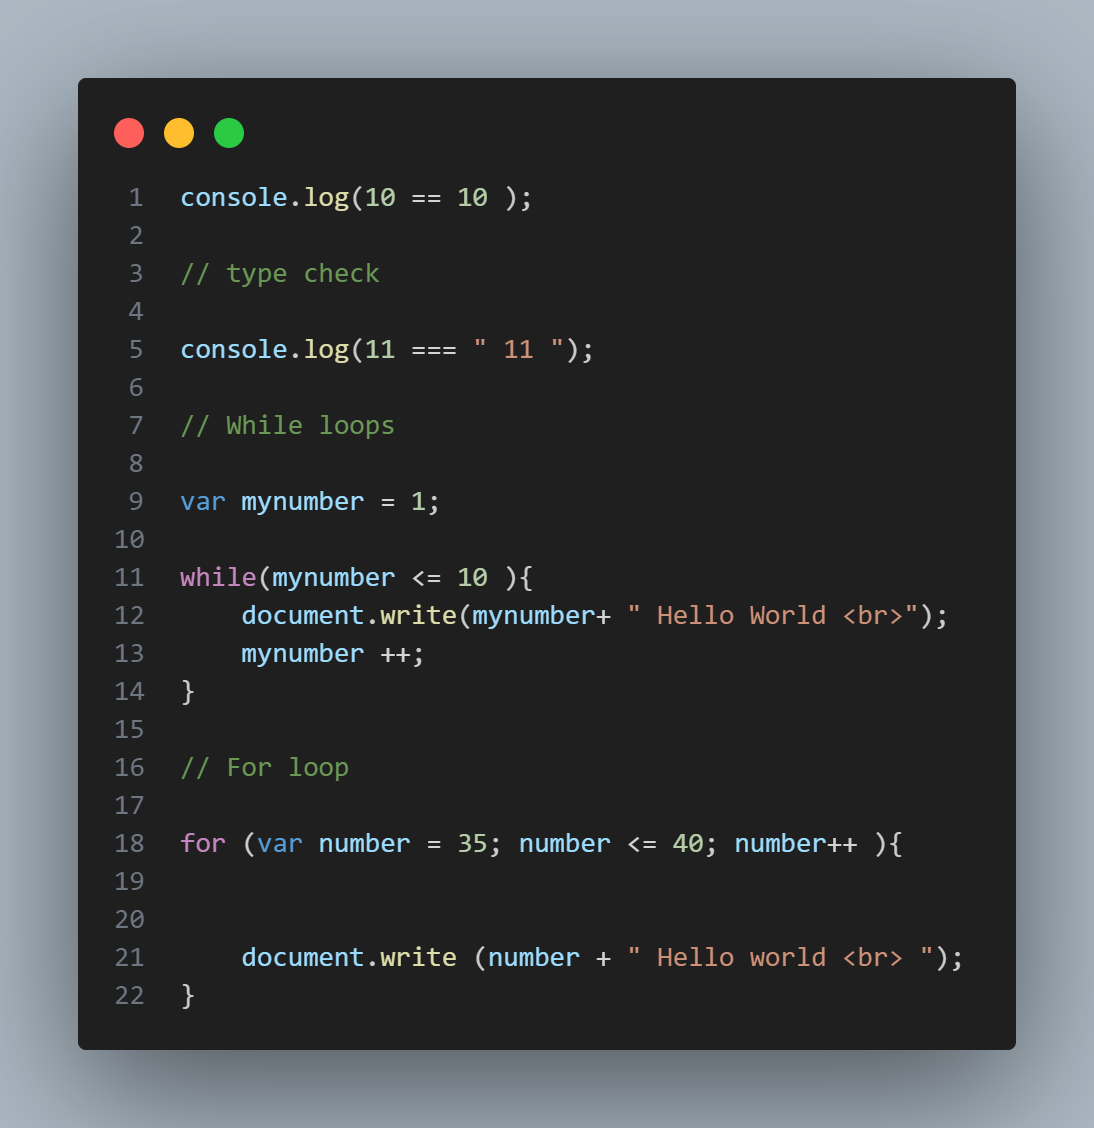 1 console.log(10 == 10 );
2
3 // type check
4
5 console.log(11 === " 11 ");
6
7 // While loops
8
9 var mynumber = 1;
10
11 while(mynumber <= 10 ){
12     document.write(mynumber+ " Hello World <br>");
13     mynumber ++;
14 }
15
16 // For loop
17
18 for (var number = 35; number <= 40; number++ ){
19
20
21     document.write (number + " Hello world <br> ");
22 }